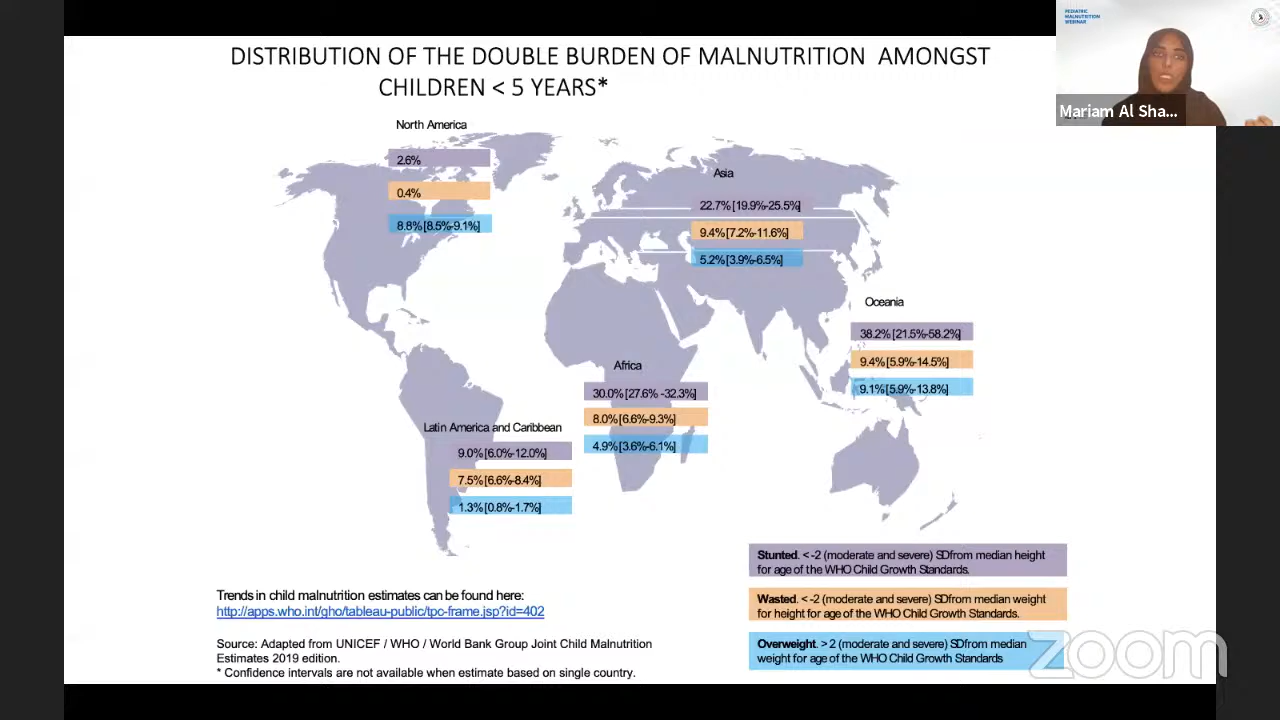 DISTRIBUTION OF THE DOUBLE BURDEN OF MALNUTRITION AMONGST
CHILDREN < 5 YEARS*
PEDIATRIC
MALNUTRITION
WEBINAR
Mariam Al Sha...
North America
2.6%
0.4%
8.8% [8.5%-9.1%]
Asia
22.7% [19.9%-25.5%]
9.4% [7.2%-11.6%]
5.2% [3.9%-6.5%]
Oceania
38.2% [21.5%-58.2%]
9.4% [5.9%-14.5%]
9.1% [5.9%-13.8%]
Africa
30.0% [27.6% -32.3%]
8.0% [6.6%-9.3%]
4.9% [3.6%-6.1%]
Latin America and Caribbean
9.0% [6.0%-12.0%]
7.5% [6.6%-8.4%]
1.3% [0.8%-1.7%]
Stunted. < -2 (moderate and severe) SDfrom median height
for age of the WHO Child Growth Standards.
Wasted. < -2 (moderate and severe) SDfrom median weight
for height for age of the WHO Child Growth Standards.
Overweight. > 2 (moderate and severe) SDfrom median
weight for age of the WHO Child Growth Standards
Trends in child malnutrition estimates can be found here:
http://apps.who.int/gho/tableau-public/tpc-frame.jsp?id=402
Source: Adapted from UNICEF / WHO / World Bank Group Joint Child Malnutrition
Estimates 2019 edition.
* Confidence intervals are not available when estimate based on single country.
zoom